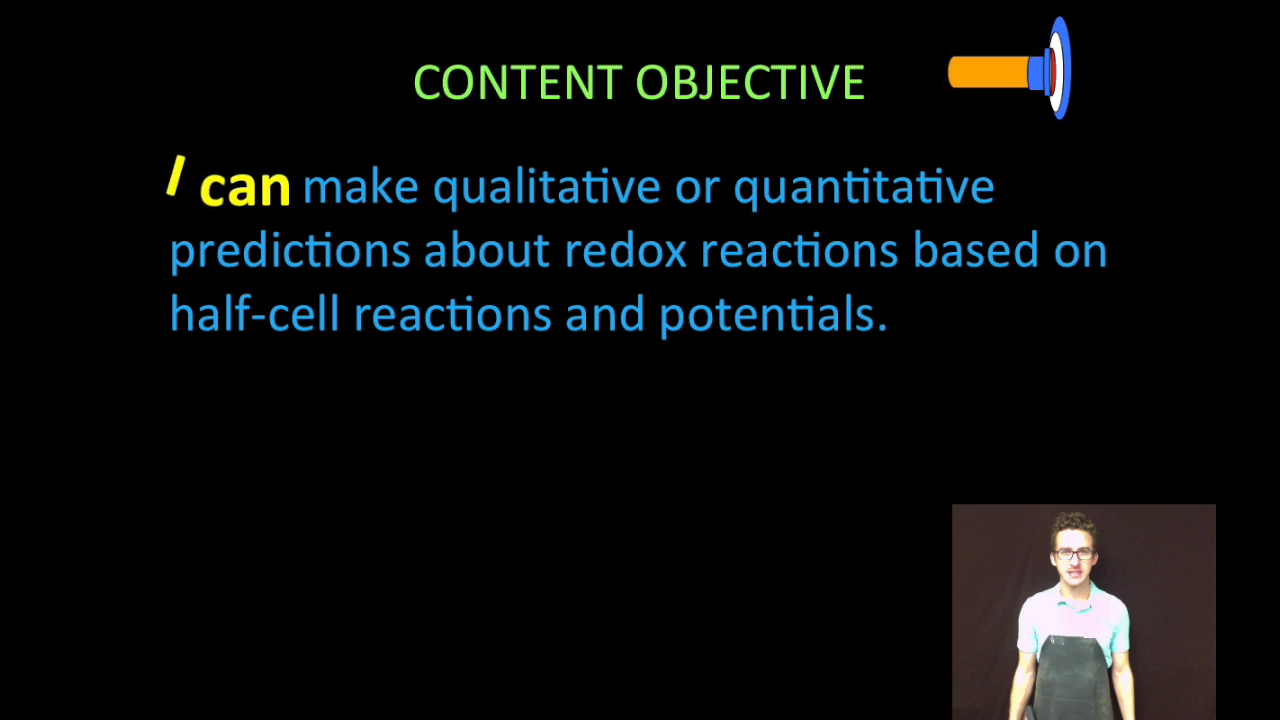 CONTENT OBJECTIVE
I can make qualitative or quantitative
predictions about redox reactions based on
half-cell reactions and potentials.